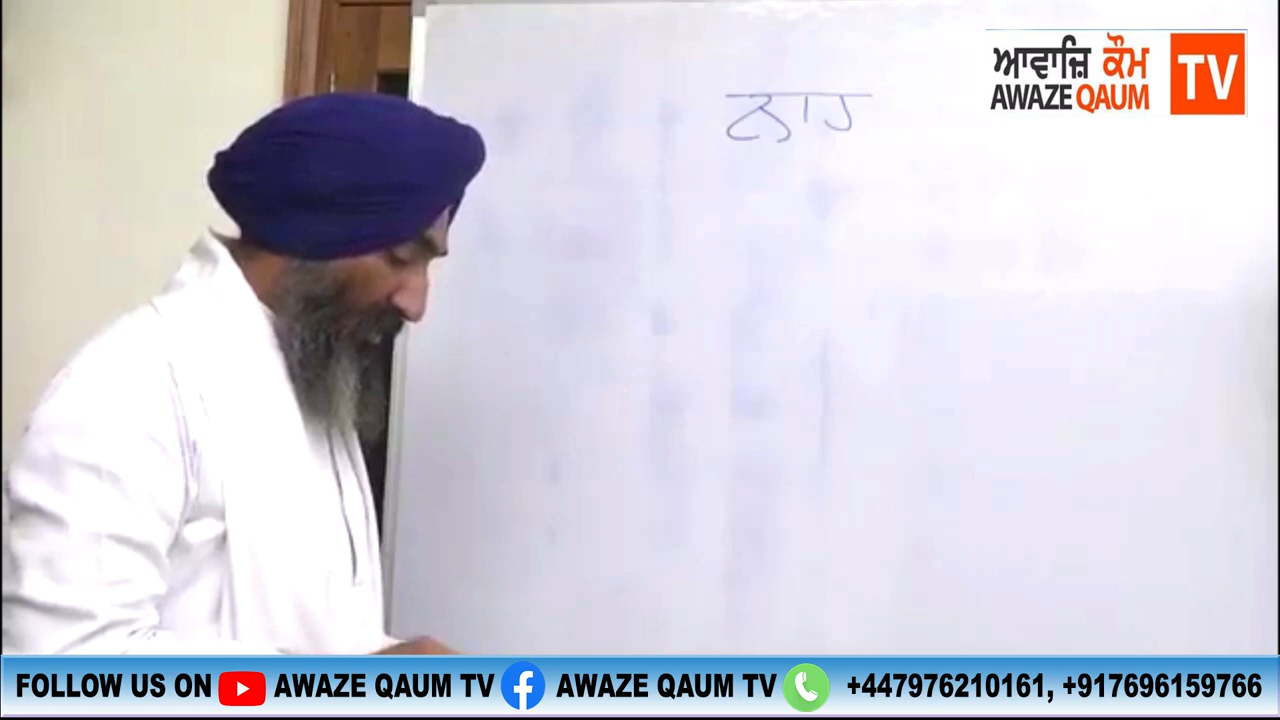 ਨਾਹ
ਆਵਾਜ਼ਿ ਕੌਮ
AWAZE QAUM
TV
FOLLOW US ON AWAZE QAUM TV AWAZE QAUM TV +447976210161, +917696159766